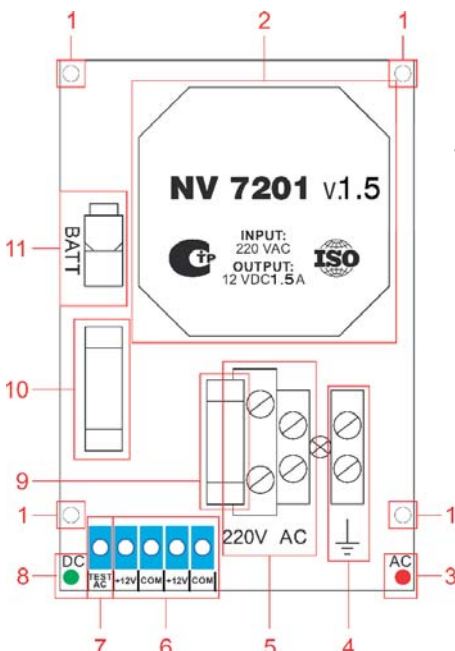 1
2
1
NV 7201 v.1.5
INPUT:
220 VAC
OUTPUT:
12 VDC1.5A
СТР
ISO
11
BATT
10
9
1
1
220V AC
DC
AC
8
3
TEST
AC
+12V
COM
+12V
COM
7
6
5
4